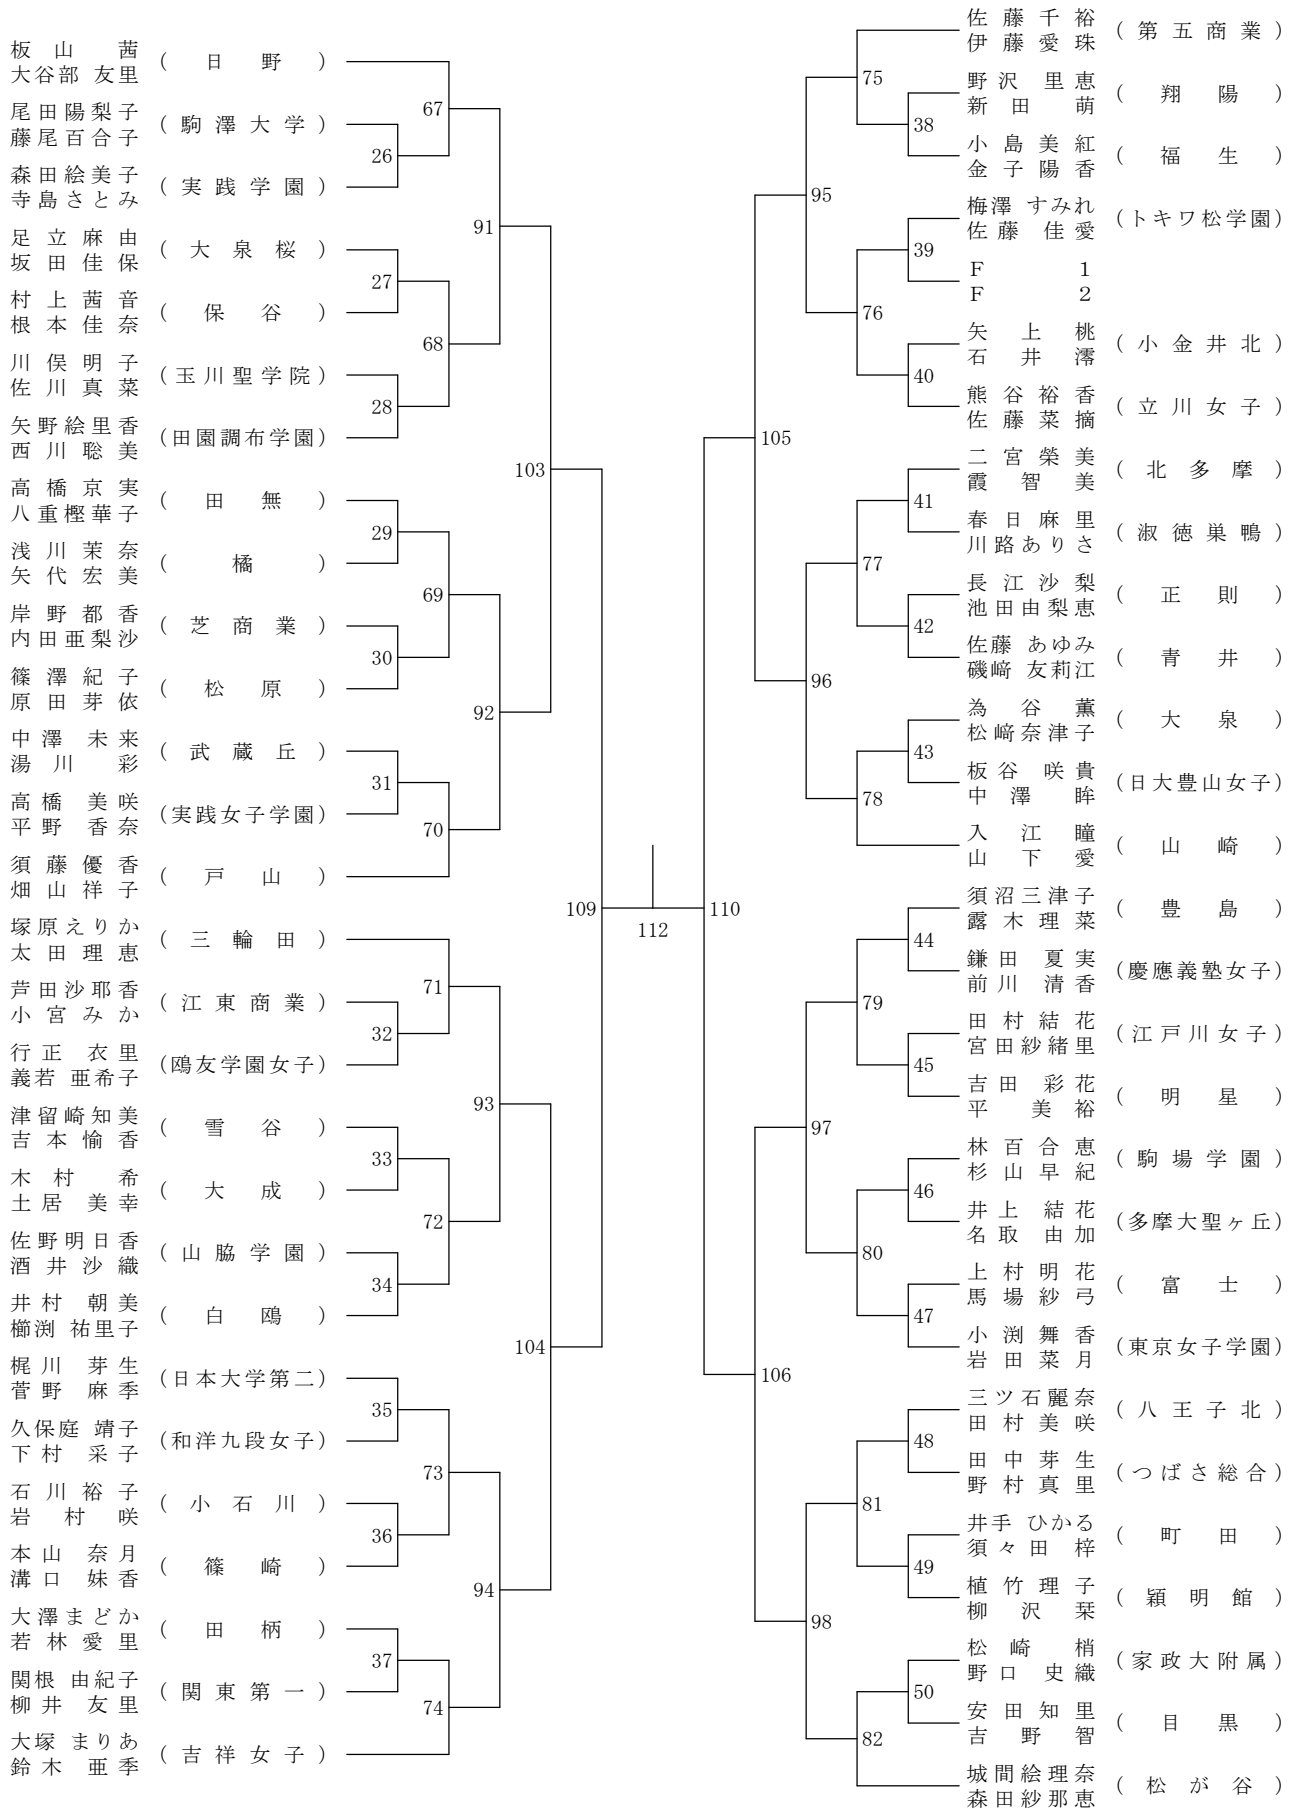 板山茜
大谷部 友里
(日野)
尾田陽梨子
藤尾百合子
(駒澤大学)
森田絵美子
寺島さとみ
(実践学園)
足立麻由
坂田佳保
(大泉桜)
村上茜音
根本佳奈
(保谷)
川俣明子
佐川真菜
(玉川聖学院)
矢野絵里香
西川聡美
(田園調布学園)
高橋京実
八重樫華子
(田無)
浅川茉奈
矢代宏美
(橘)
岸野都香
内田亜梨沙
(芝商業)
篠澤紀子
原田芽依
(松原)
中澤未来
湯川彩
(武蔵丘)
高橋美咲
平野香奈
(実践女子学園)
須藤優香
畑山祥子
(戸山)
塚原えりか
太田理恵
(三輪田)
芦田沙耶香
小宮みか
(江東商業)
行正衣里
義若 亜希子
(鴎友学園女子)
津留崎知美
吉本愉香
(雪谷)
木村希
土居美幸
(大成)
佐野明日香
酒井沙織
(山脇学園)
井村朝美
櫛渕 祐里子
(白鴎)
梶川芽生
菅野麻季
(日本大学第二)
久保庭 靖子
下村采子
(和洋九段女子)
石川裕子
岩村咲
(小石川)
本山奈月
溝口妹香
(篠崎)
大澤まどか
若林愛里
(田柄)
関根 由紀子
柳井友里
(関東第一)
大塚 まりあ
鈴木亜季
(吉祥女子)
67
26
91
27
68
28
103
29
69
30
92
31
70
109
71
32
93
33
72
34
104
35
73
36
94
37
74
112
110
75
38
95
39
76
40
105
41
77
42
96
43
78
44
79
45
97
46
80
47
106
48
81
49
98
50
82
佐藤千裕
伊藤愛珠
(第五商業)
野沢里恵
新田萌
(翔陽)
小島美紅
金子陽香
(福生)
梅澤 すみれ
佐藤佳愛
(トキワ松学園)
F 1
F 2
矢上桃
石井澪
(小金井北)
熊谷裕香
佐藤菜摘
(立川女子)
二宮榮美
霞智美
(北多摩)
春日麻里
川路ありさ
(淑徳巣鴨)
長江沙梨
池田由梨恵
(正則)
佐藤 あゆみ
磯﨑 友莉江
(青井)
為谷薫
松﨑奈津子
(大泉)
板谷咲貴
中澤眸
(日大豊山女子)
入江瞳
山下愛
(山崎)
須沼三津子
露木理菜
(豊島)
鎌田夏実
前川清香
(慶應義塾女子)
田村結花
宮田紗緒里
(江戸川女子)
吉田彩花
平美裕
(明星)
林百合恵
杉山早紀
(駒場学園)
井上結花
名取由加
(多摩大聖ヶ丘)
上村明花
馬場紗弓
(富士)
小渕舞香
岩田菜月
(東京女子学園)
三ツ石麗奈
田村美咲
(八王子北)
田中芽生
野村真里
(つばさ総合)
井手 ひかる
須々田 梓
(町田)
植竹理子
柳沢栞
(穎明館)
松崎梢
野口史織
(家政大附属)
安田知里
吉野智
(目黒)
城間絵理奈
森田紗那恵
(松が谷)